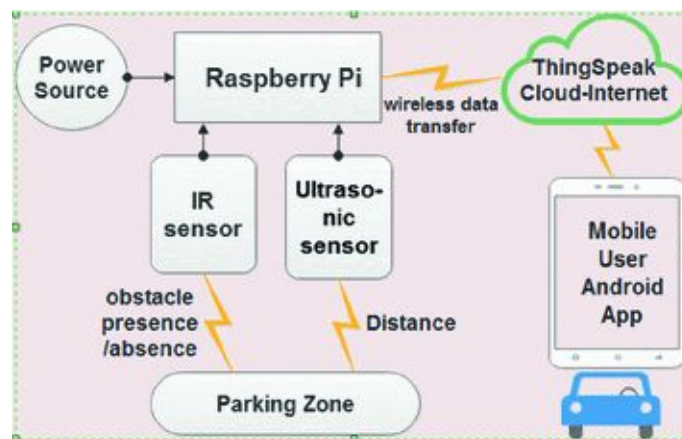 Power
Source
Raspberry Pi
wireless data
transfer
ThingSpeak
Cloud-Internet
IR
sensor
Ultraso-
nic
sensor
obstacle
presence
/absence
Distance
Parking Zone
Mobile
User
Android
App